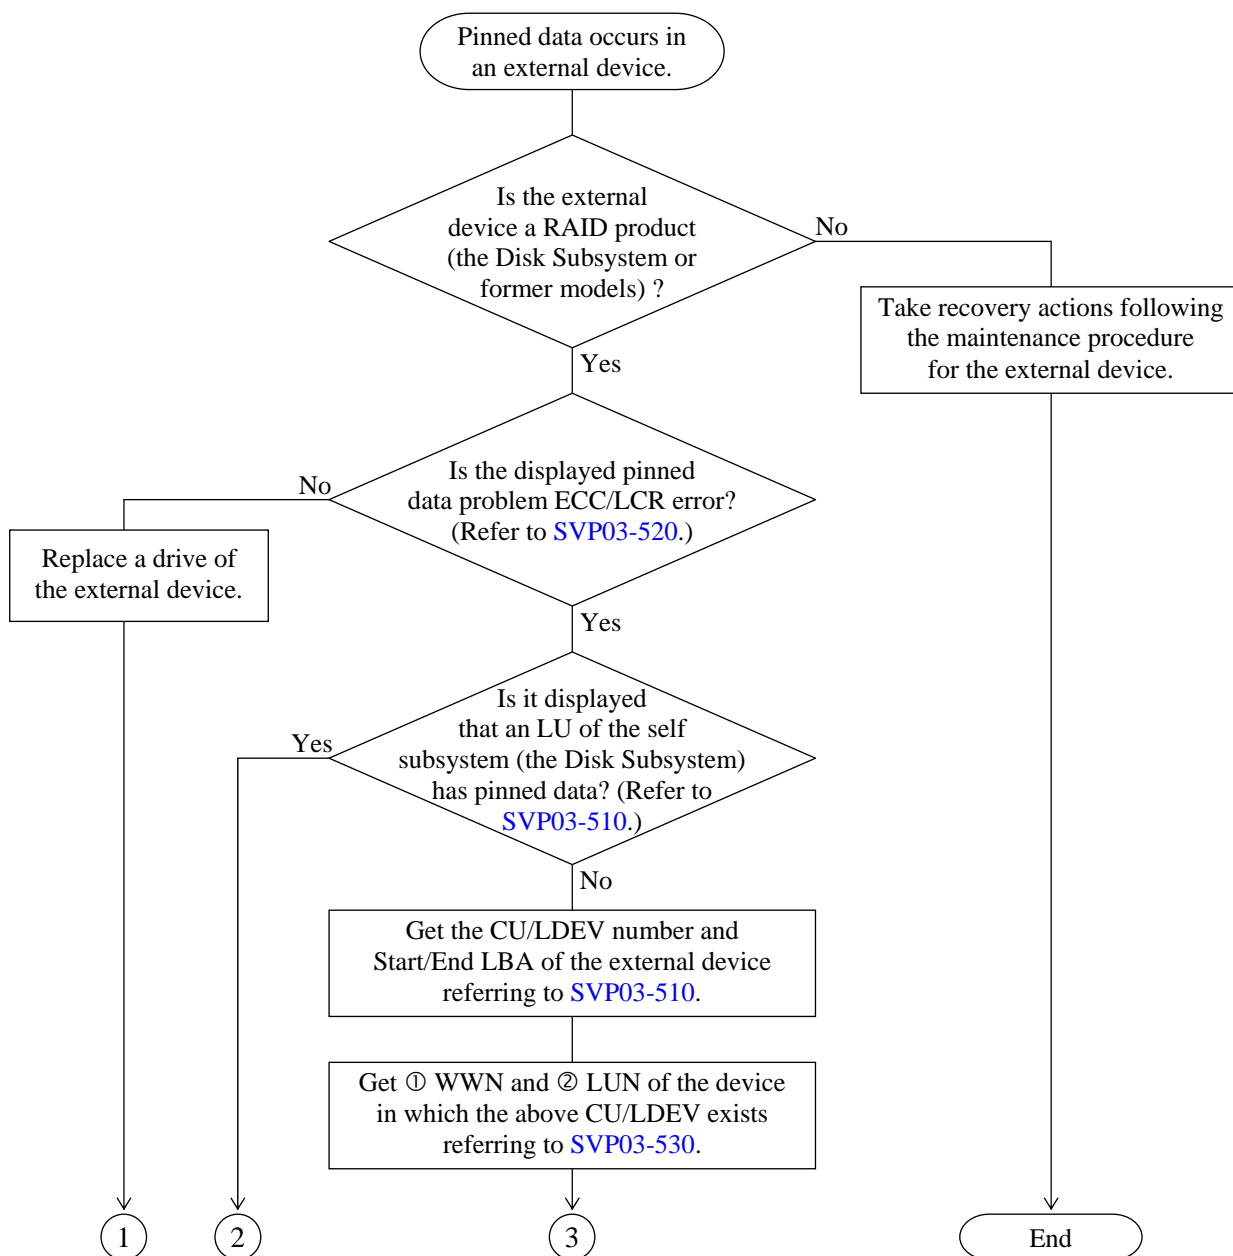 Pinned data occurs in
an external device.
Is the external
device a RAID product
(the Disk Subsystem or
former models) ?
No
Take recovery actions following
the maintenance procedure
for the external device.
Yes
Is the displayed pinned
data problem ECC/LCR error?
(Refer to SVP03-520.)
No
Replace a drive of
the external device.
Yes
Is it displayed
that an LU of the self
subsystem (the Disk Subsystem)
has pinned data? (Refer to
SVP03-510.)
Yes
No
Get the CU/LDEV number and
Start/End LBA of the external device
referring to SVP03-510.
Get ① WWN and ② LUN of the device
in which the above CU/LDEV exists
referring to SVP03-530.
1
2
3
End